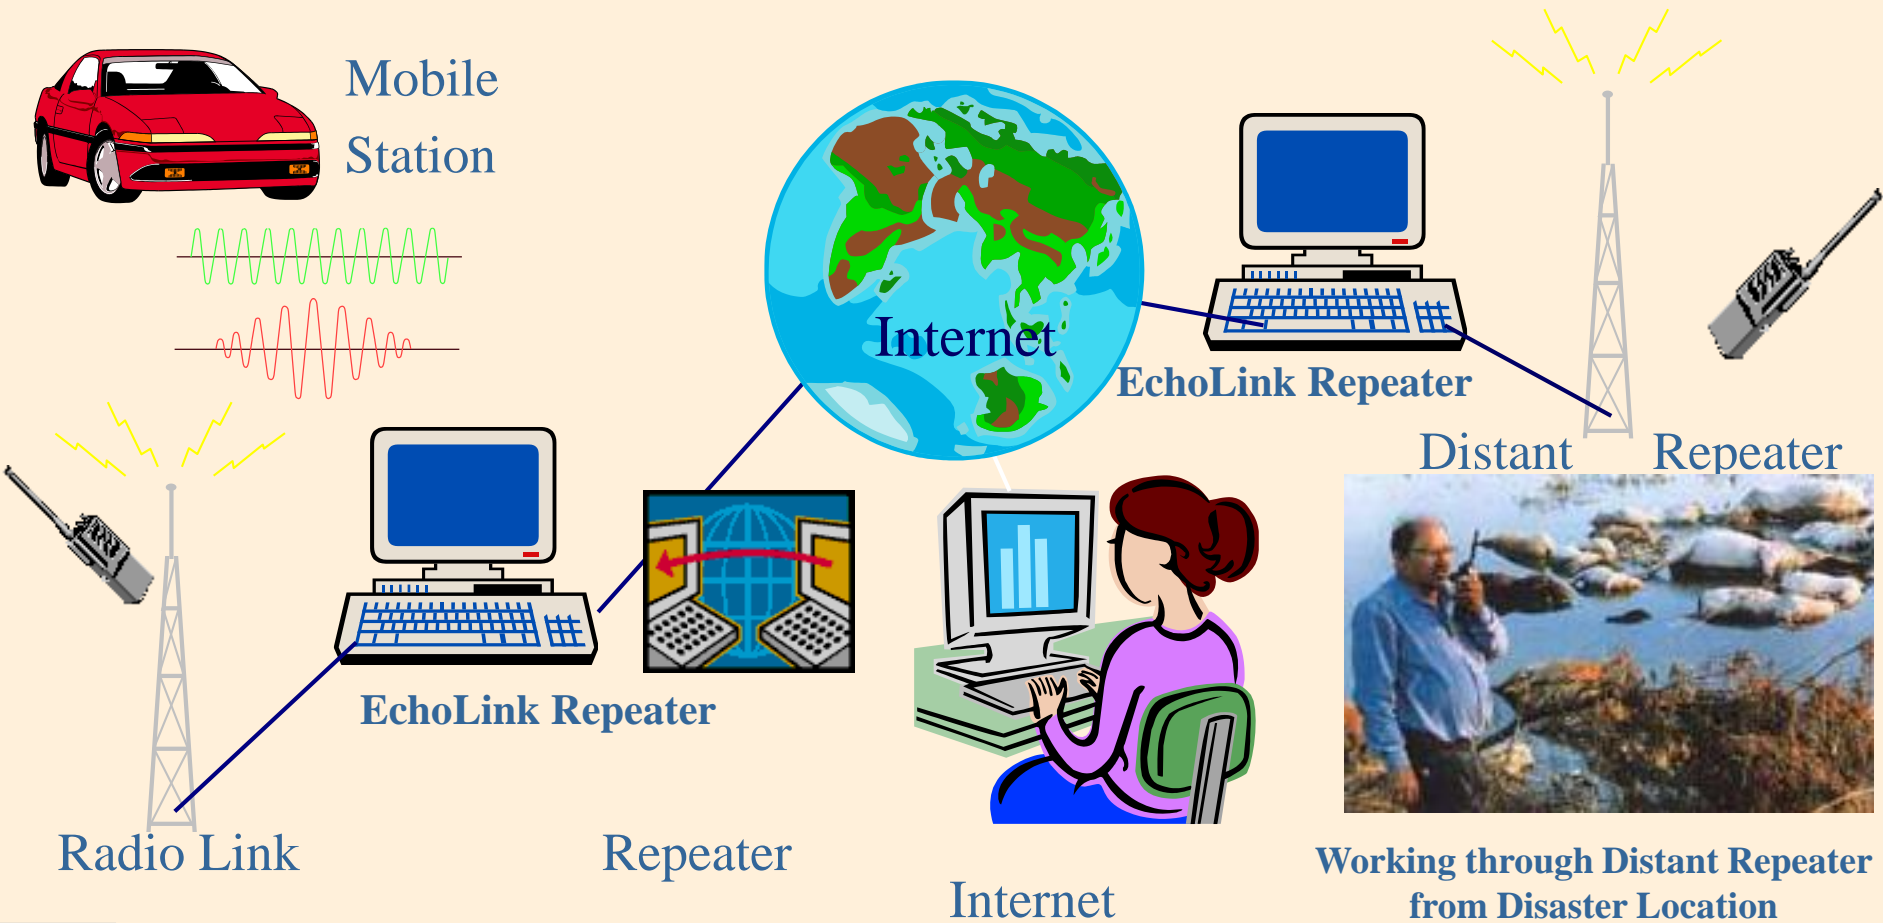 Mobile
Station
Internet
EchoLink Repeater
Distant Repeater
EchoLink Repeater
Radio Link
Repeater
Internet
Working through Distant Repeater
from Disaster Location